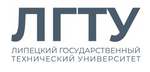 ЛГТУ
ЛИПЕЦКИЙ ГОСУДАРСТВЕННЫЙ
ТЕХНИЧЕСКИЙ УНИВЕРСИТЕТ